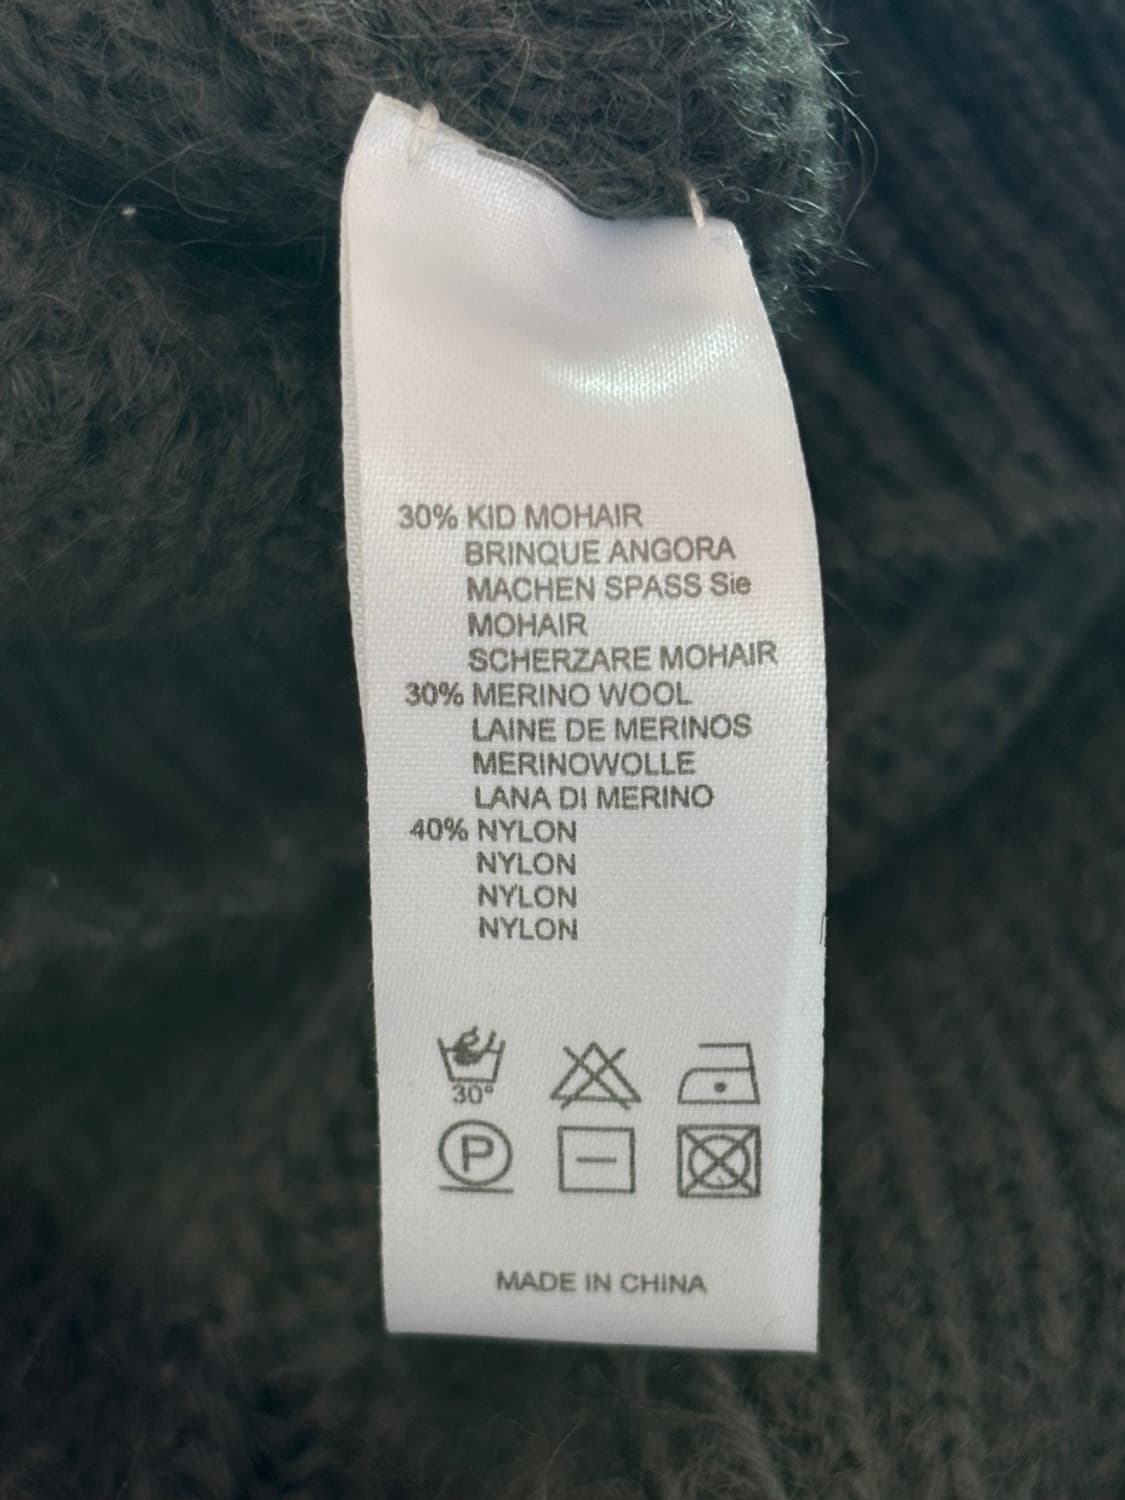 30% KID MOHAIR
BRINQUE ANGORA
MACHEN SPASS Sie
MOHAIR
SCHERZARE MOHAIR
30% MERINO WOOL
LAINE DE MERINOS
MERINOWOLLE
LANA DI MERINO
40% NYLON
NYLON
NYLON
NYLON
30°
P
MADE IN CHINA